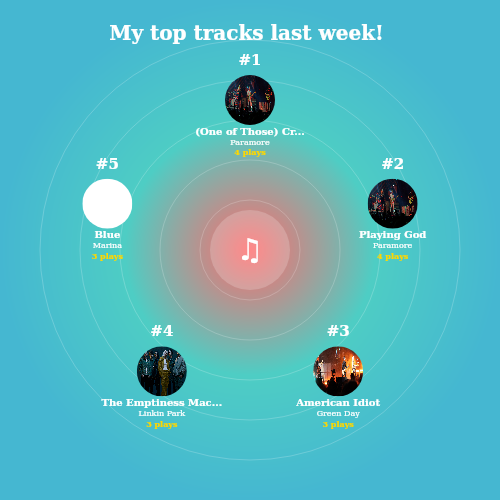 My top tracks last week!
#1
(One of Those) Cr...
Paramore
4 plays
#2
Playing God
Paramore
4 plays
#3
American Idiot
Green Day
3 plays
#4
The Emptiness Mac...
Linkin Park
3 plays
#5
Blue
Marina
3 plays